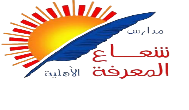 مدارس
شعاع
المعرفة
الأهلية